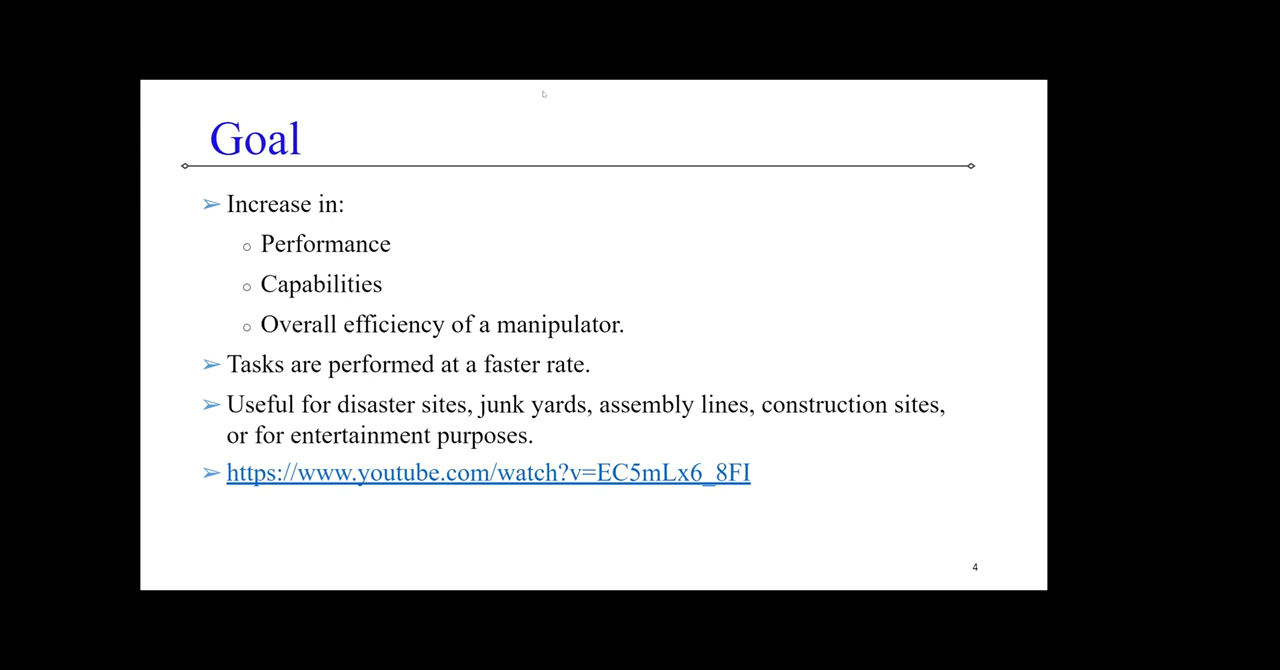 Goal
➢ Increase in:
○ Performance
○ Capabilities
○ Overall efficiency of a manipulator.
➢ Tasks are performed at a faster rate.
➢ Useful for disaster sites, junk yards, assembly lines, construction sites,
or for entertainment purposes.
➢ https://www.youtube.com/watch?v=EC5mLx6_8FI
4